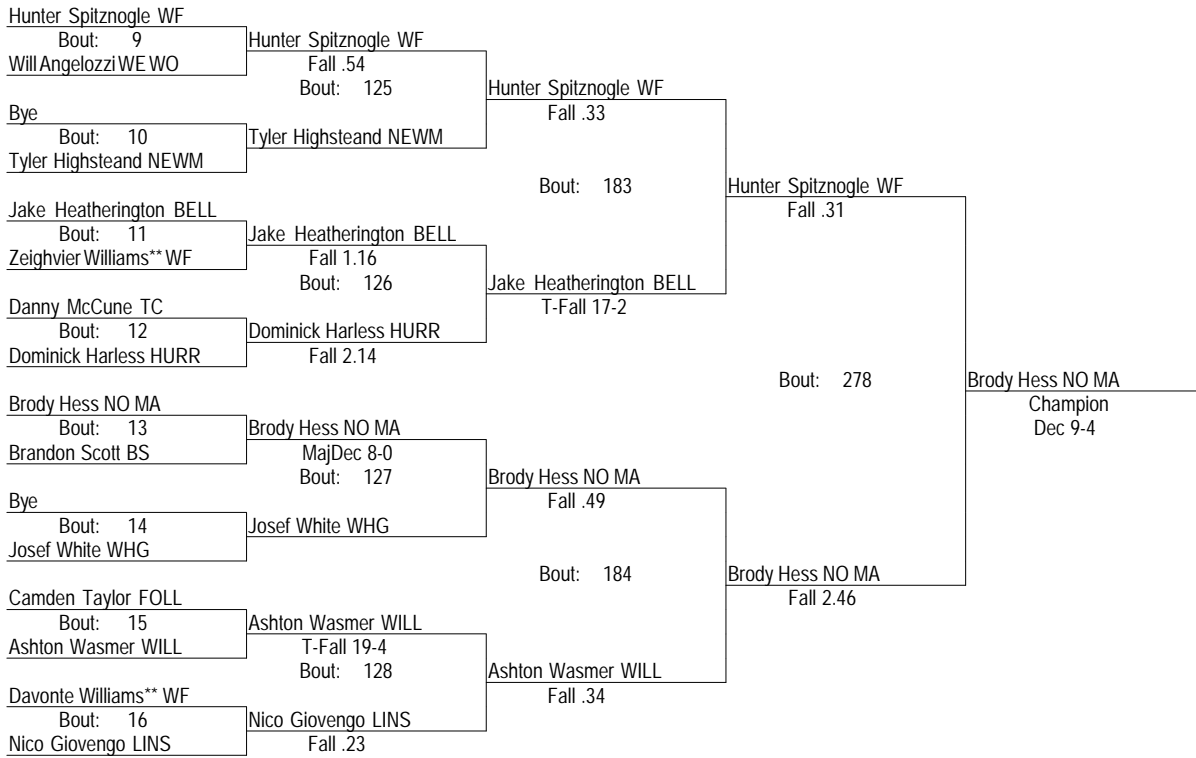 Hunter Spitznogle WF
Bout: 9
Will Angelozzi WE WO
Bye
Bout: 10
Tyler Highsteand NEWM
Jake Heatherington BELL
Bout: 11
Zeighvier Williams** WF
Danny McCune TC
Bout: 12
Dominick Harless HURR
Brody Hess NO MA
Bout: 13
Brandon Scott BS
Bye
Bout: 14
Josef White WHG
Camden Taylor FOLL
Bout: 15
Ashton Wasmer WILL
Davonte Williams** WF
Bout: 16
Nico Giovengo LINS
Hunter Spitznogle WF
Fall .54
Bout: 125
Tyler Highsteand NEWM
Jake Heatherington BELL
Fall 1.16
Bout: 126
Dominick Harless HURR
Fall 2.14
Brody Hess NO MA
MajDec 8-0
Bout: 127
Josef White WHG
Ashton Wasmer WILL
T-Fall 19-4
Bout: 128
Nico Giovengo LINS
Fall .23
Hunter Spitznogle WF
Fall .33
Bout: 183
Jake Heatherington BELL
T-Fall 17-2
Brody Hess NO MA
Fall .49
Bout: 184
Ashton Wasmer WILL
Fall .34
Hunter Spitznogle WF
Fall .31
Bout: 278
Brody Hess NO MA
Fall 2.46
Brody Hess NO MA
Champion
Dec 9-4